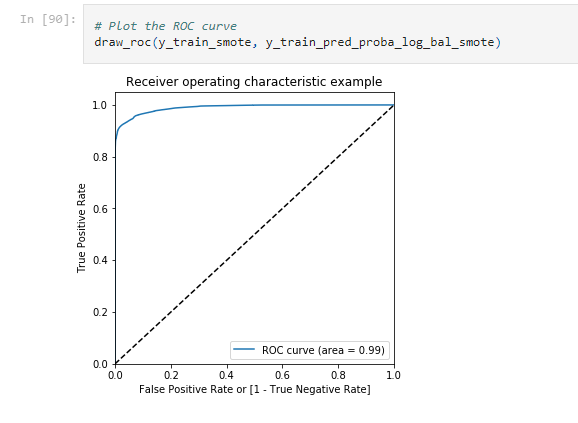 In [90]:
# Plot the ROC curve
draw_roc(y_train_smote, y_train_pred_proba_log_bal_smote)
Receiver operating characteristic example
1.0
0.8
0.6
0.4
0.2
0.0
True Positive Rate
ROC curve (area = 0.99)
0.0 0.2 0.4 0.6 0.8 1.0
False Positive Rate or [1 - True Negative Rate]